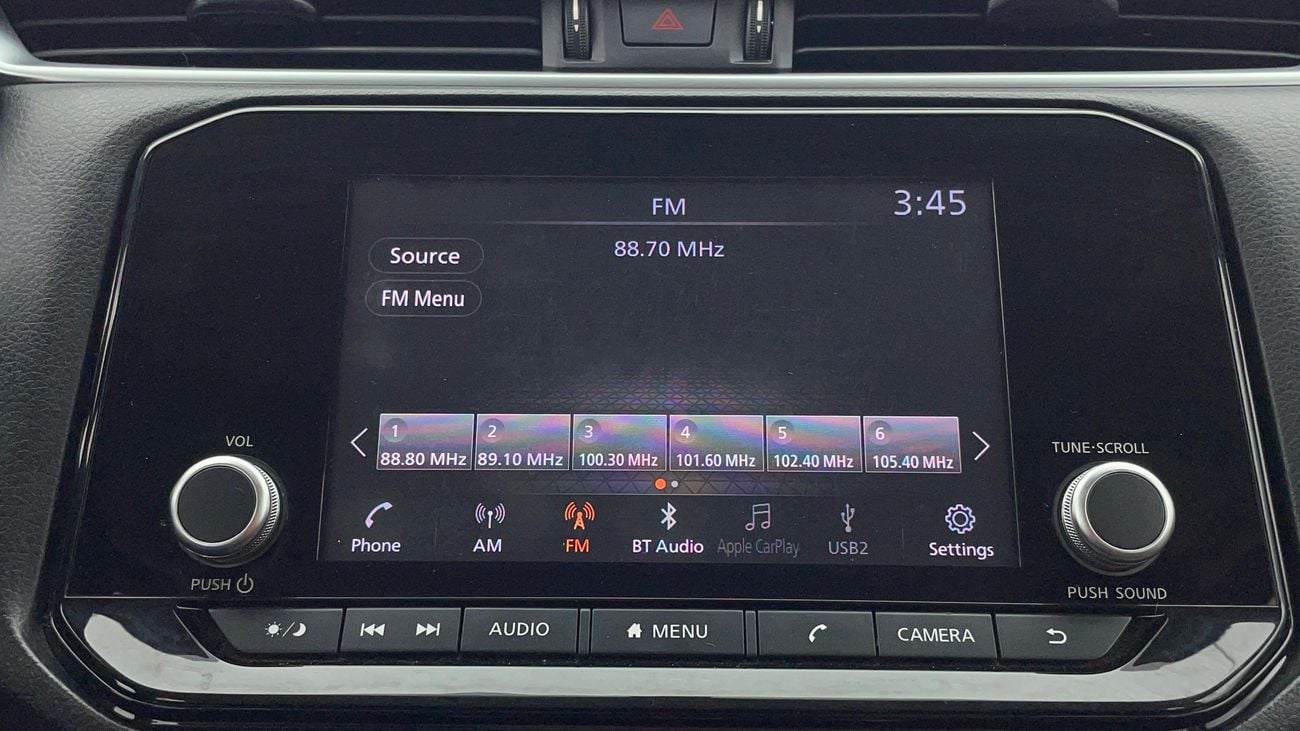 FM
3:45
88.70 MHz
Source
FM Menu
1 2 3 4 5 6
88.80 MHz 89.10 MHz 100.30 MHz 101.60 MHz 102.40 MHz 105.40 MHz
VOL
TUNE·SCROLL
Phone AM FM BT Audio Apple CarPlay USB2 Settings
PUSH
PUSH SOUND
AUDIO MENU CAMERA